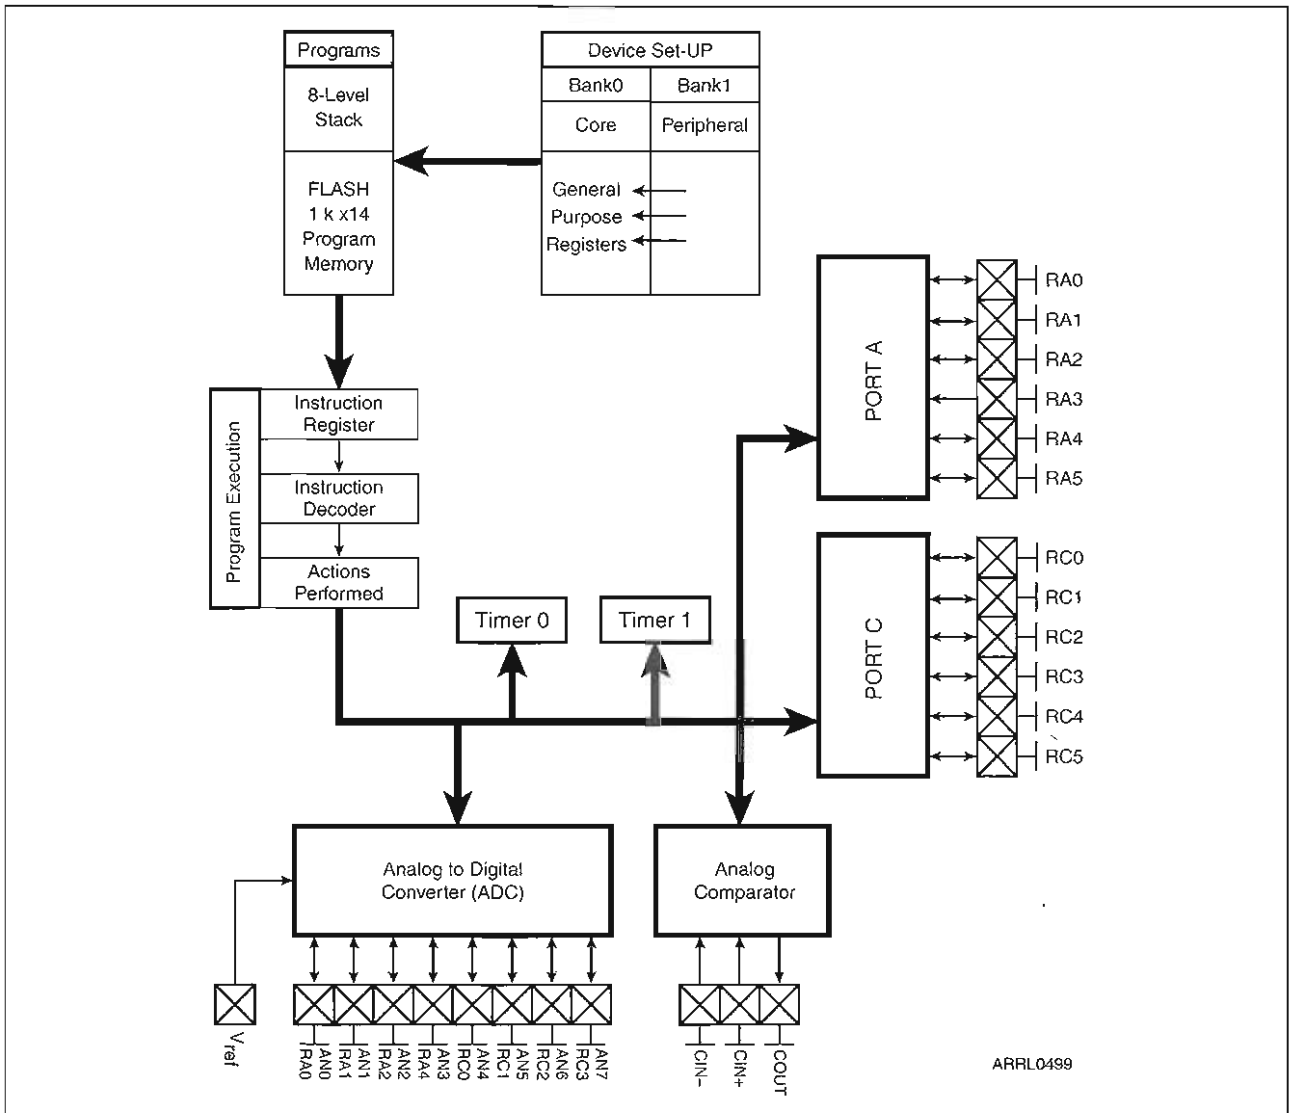 Programs
8-Level
Stack
FLASH
1 k x14
Program
Memory
Device Set-UP
Bank0
Bank1
Core
Peripheral
General
Purpose
Registers
Program Execution
Instruction
Register
Instruction
Decoder
Actions
Performed
Timer 0
Timer 1
PORT A
RA0
RA1
RA2
RA3
RA4
RA5
PORT C
RC0
RC1
RC2
RC3
RC4
RC5
Analog to Digital
Converter (ADC)
Analog
Comparator
Vref
AN0
RA0
AN1
RA1
AN2
RA2
AN3
RA4
AN4
RC0
AN5
RC1
AN6
RC2
AN7
RC3
CIN-
CIN+
COUT
ARRL0499